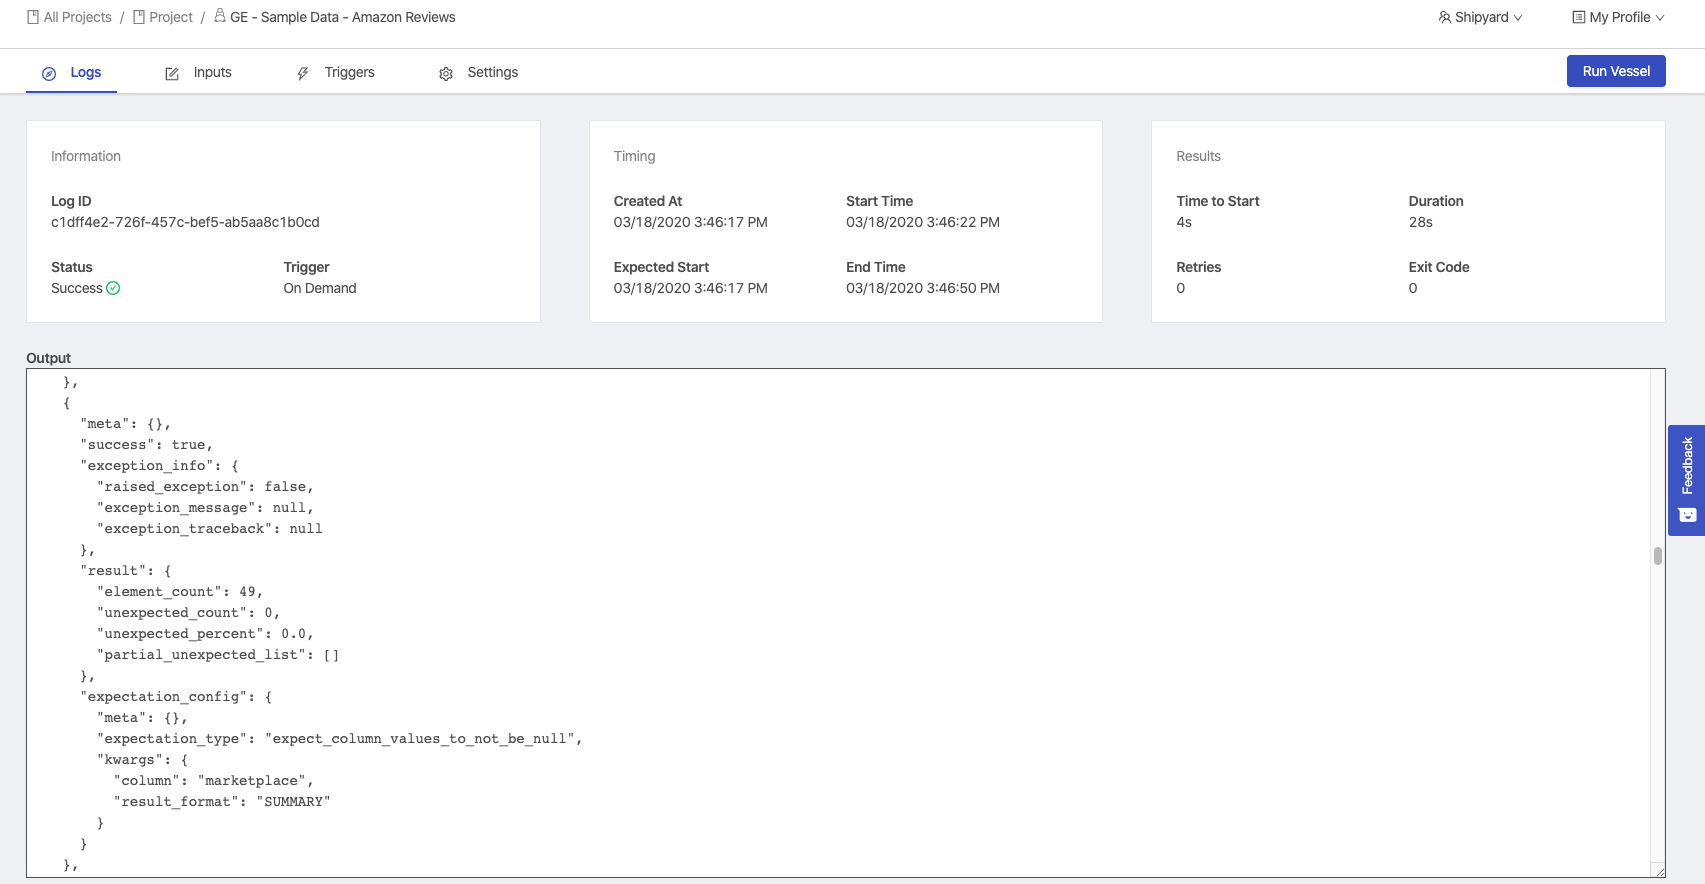 All Projects / Project / GE - Sample Data - Amazon Reviews
Shipyard
My Profile
Logs
Inputs
Triggers
Settings
Run Vessel
Information
Log ID
c1dff4e2-726f-457c-bef5-ab5aa8c1b0cd
Status
Success
Trigger
On Demand
Timing
Created At
03/18/2020 3:46:17 PM
Start Time
03/18/2020 3:46:22 PM
Expected Start
03/18/2020 3:46:17 PM
End Time
03/18/2020 3:46:50 PM
Results
Time to Start
4s
Duration
28s
Retries
0
Exit Code
0
Output
},
{
"meta": {},
"success": true,
"exception_info": {
"raised_exception": false,
"exception_message": null,
"exception_traceback": null
},
"result": {
"element_count": 49,
"unexpected_count": 0,
"unexpected_percent": 0.0,
"partial_unexpected_list": []
},
"expectation_config": {
"meta": {},
"expectation_type": "expect_column_values_to_not_be_null",
"kwargs": {
"column": "marketplace",
"result_format": "SUMMARY"
}
}
},
Feedback